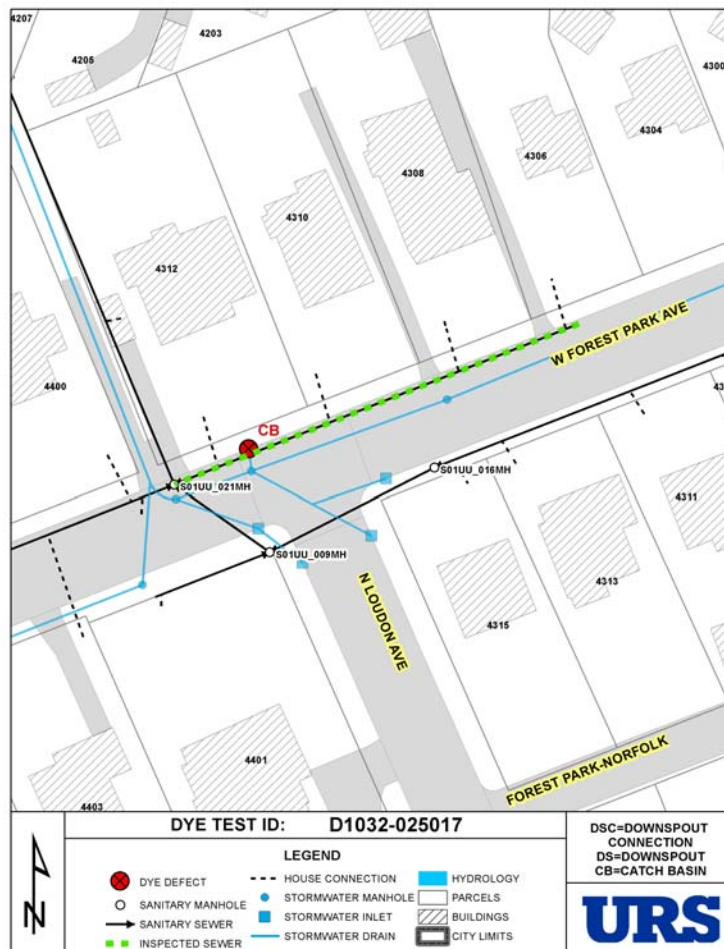 4207
4203
4205
4300
4304
4306
4308
4310
4312
W FOREST PARK AVE
4400
CB
S01UU_021MH
S01UU_016MH
4311
S01UU_009MH
4313
N LOUDON AVE
4315
4401
FOREST PARK-NORFOLK
4403
DYE TEST ID: D1032-025017
LEGEND
DYE DEFECT
SANITARY MANHOLE
SANITARY SEWER
INSPECTED SEWER
HOUSE CONNECTION
STORMWATER MANHOLE
STORMWATER INLET
STORMWATER DRAIN
HYDROLOGY
PARCELS
BUILDINGS
CITY LIMITS
DSC=DOWNSPOUT
CONNECTION
DS=DOWNSPOUT
CB=CATCH BASIN
N
URS